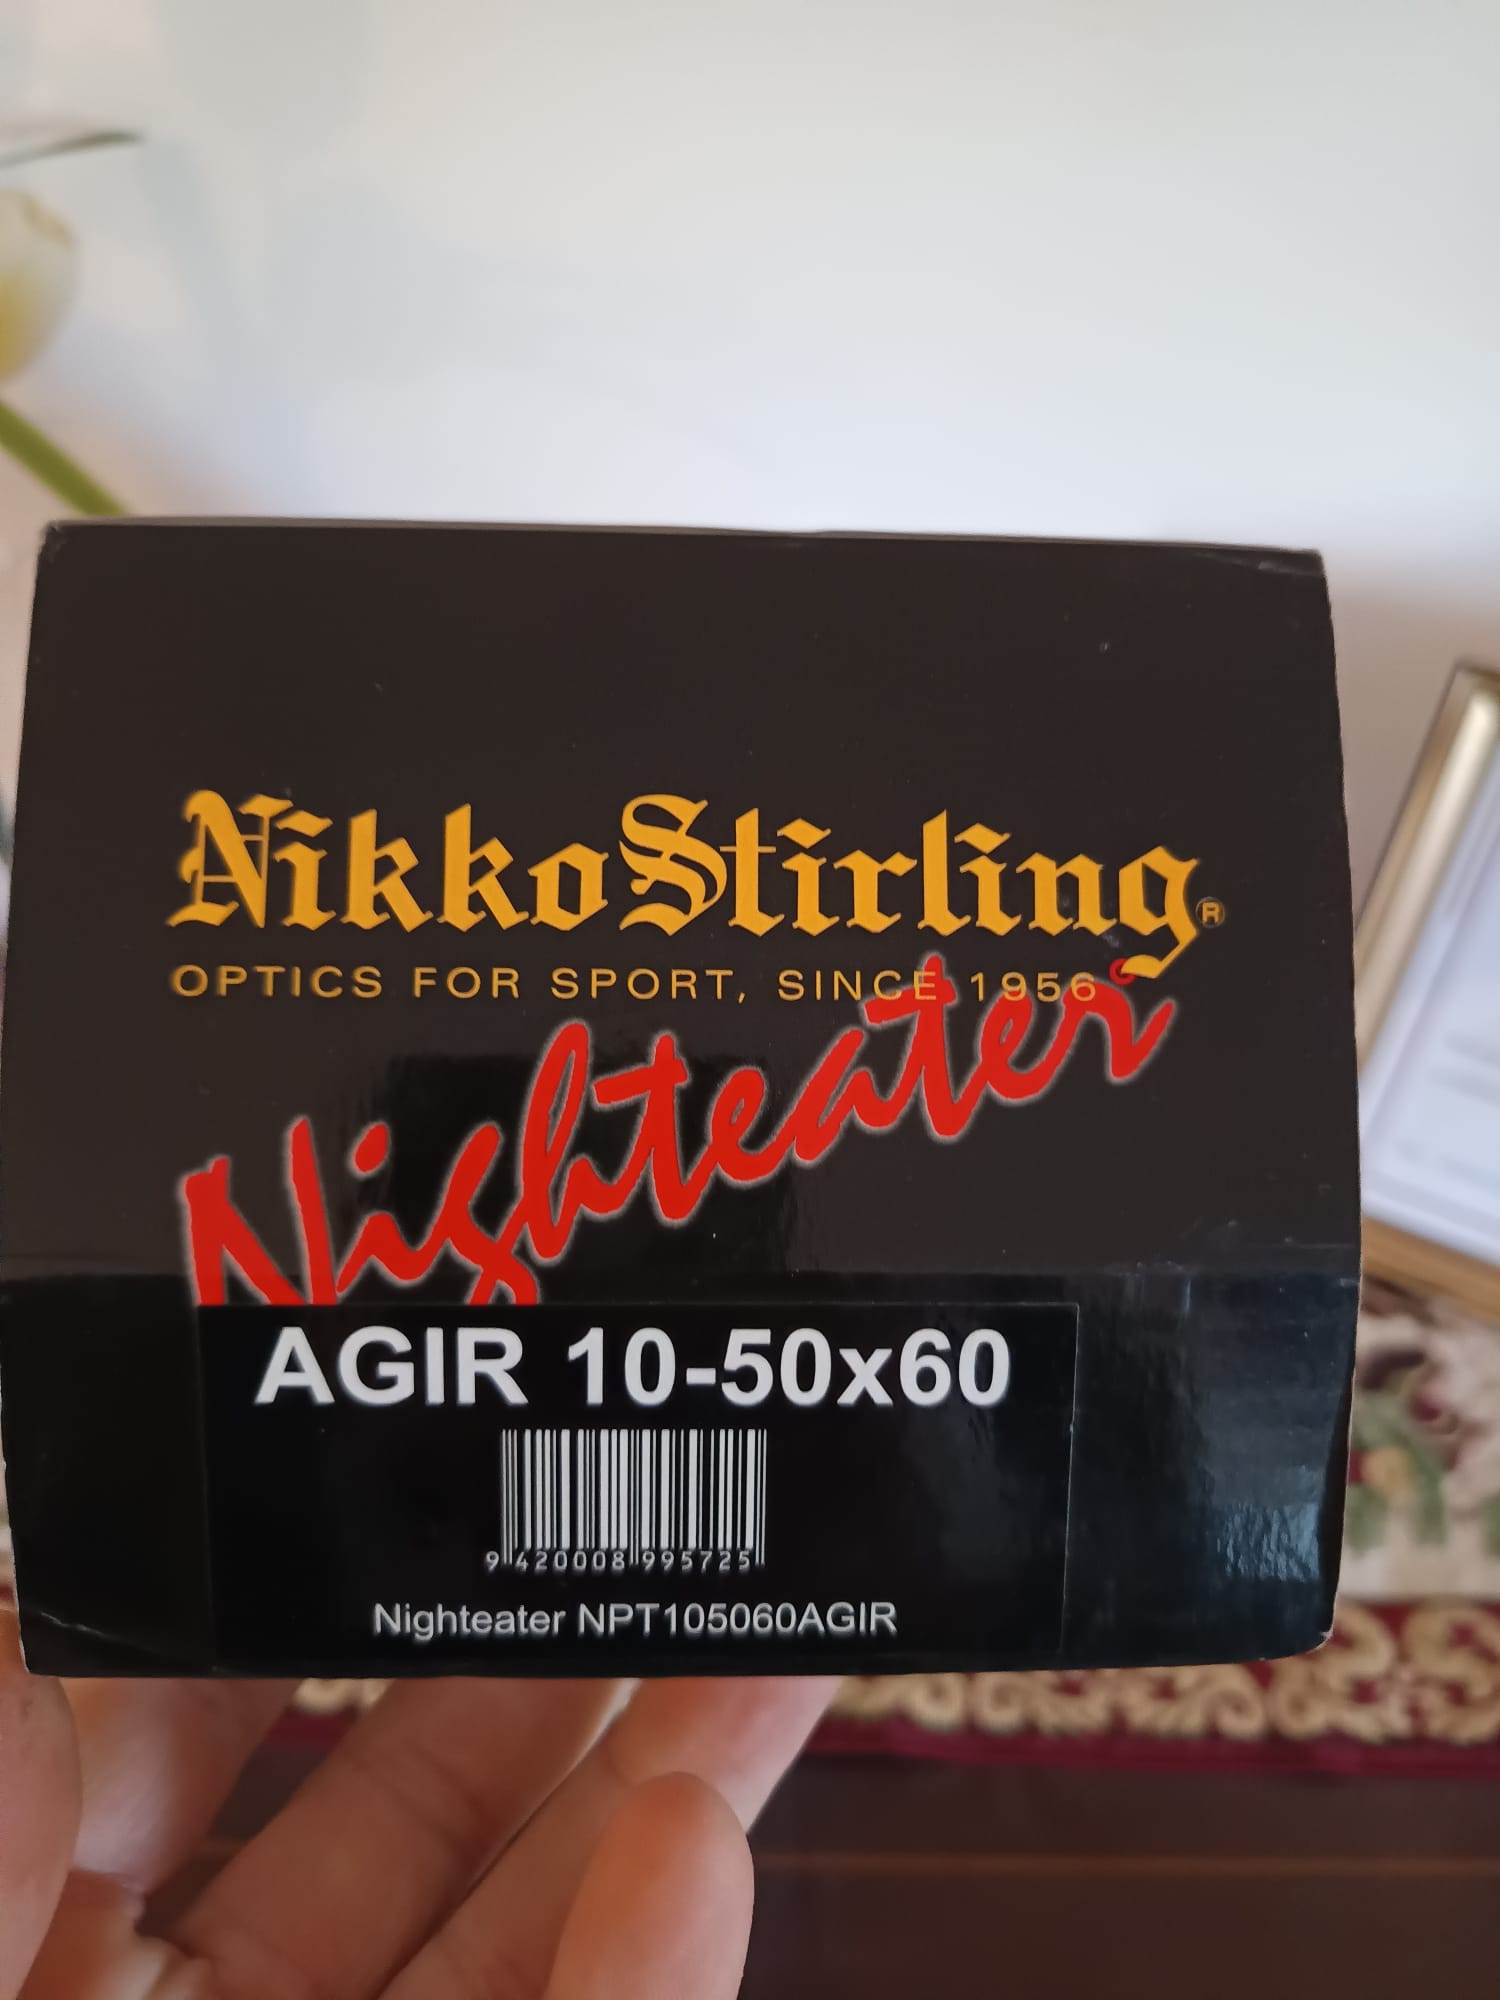 NikkoStirling®
OPTICS FOR SPORT, SINCE 1956
Nighteater
AGIR 10-50x60
9 420008 995725
Nighteater NPT105060AGIR